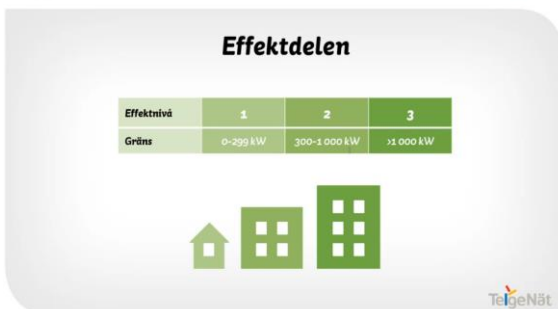 Effektdelen
Effektnivå 1 2 3
Gräns 0-299 kW 300-1 000 kW >1 000 kW
TelgeNät